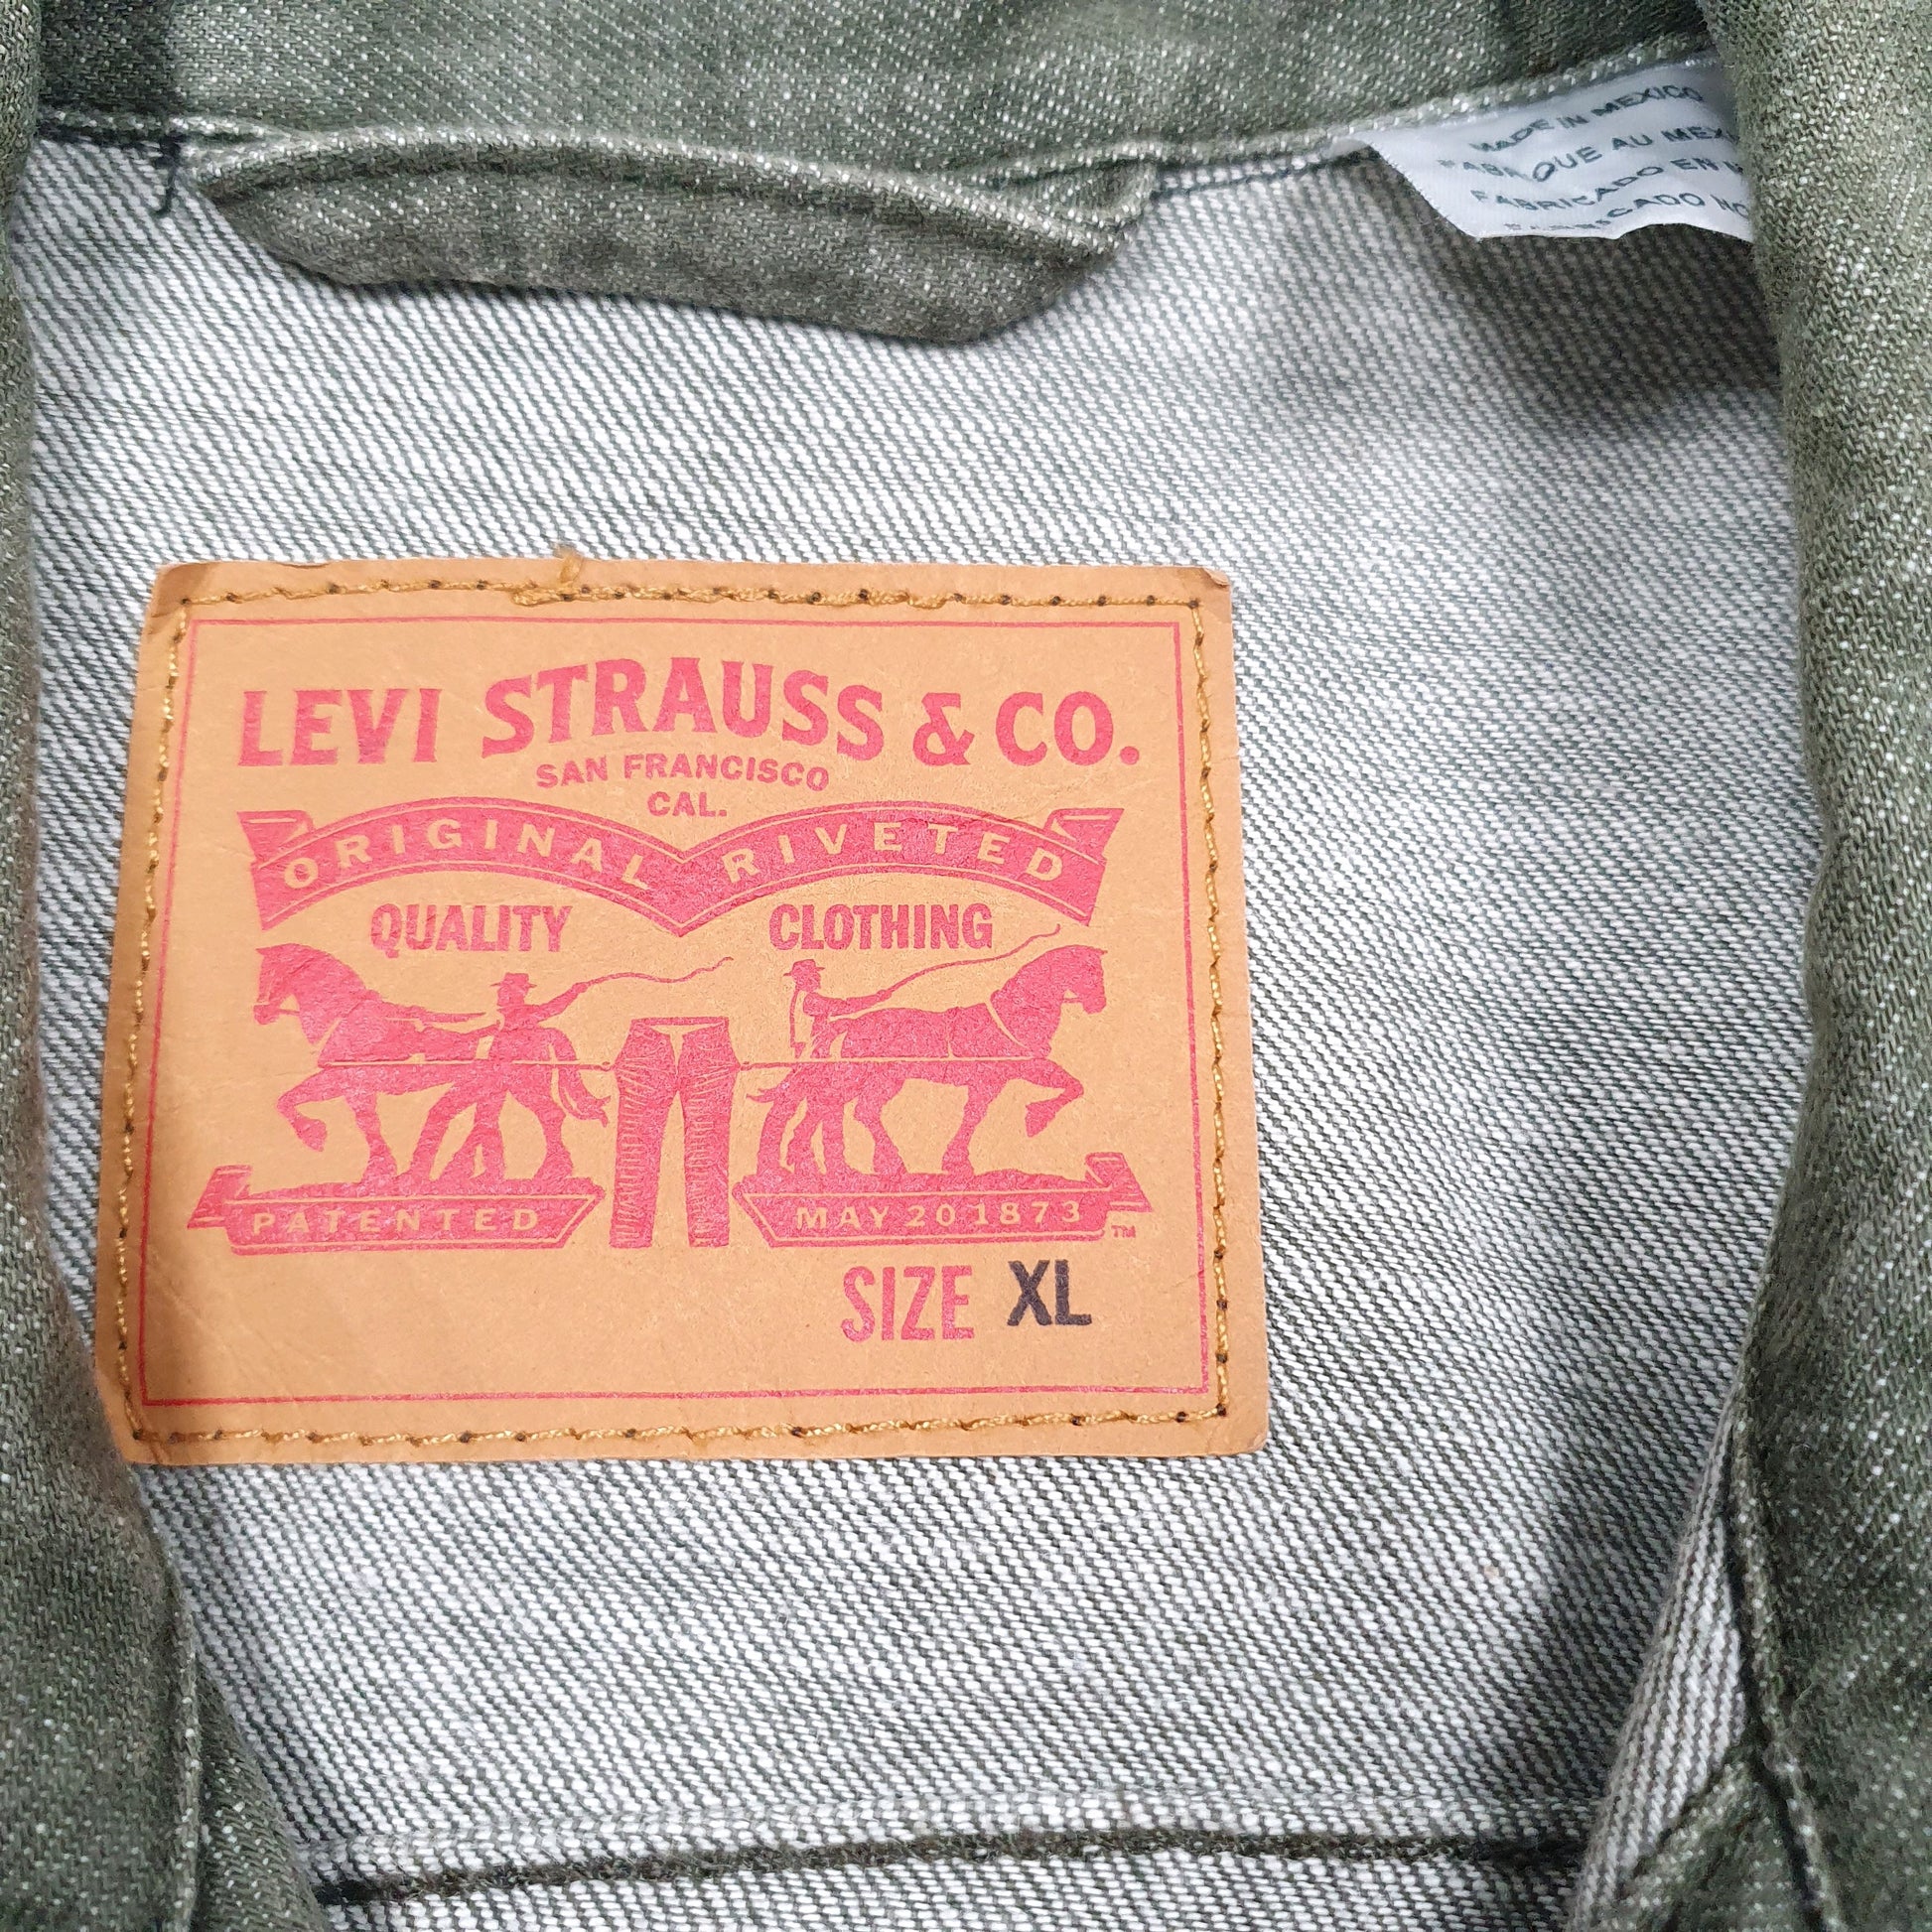 MADE IN MEXICO
FABRIQUE AU
FABRICADO EN
LEVI STRAUSS & CO.
SAN FRANCISCO
CAL.
ORIGINAL RIVETED
QUALITY CLOTHING
PATENTED MAY 20 1873 TM
SIZE XL